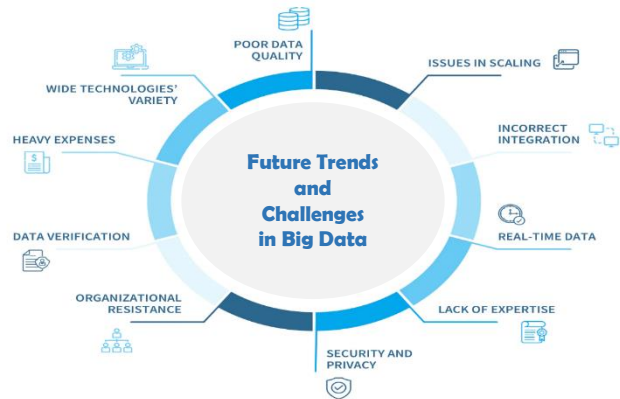 POOR DATA
QUALITY
ISSUES IN SCALING
WIDE TECHNOLOGIES'
VARIETY
INCORRECT
INTEGRATION
HEAVY EXPENSES
$
Future Trends
and
Challenges
in Big Data
DATA VERIFICATION
REAL-TIME DATA
ORGANIZATIONAL
RESISTANCE
LACK OF EXPERTISE
SECURITY AND
PRIVACY